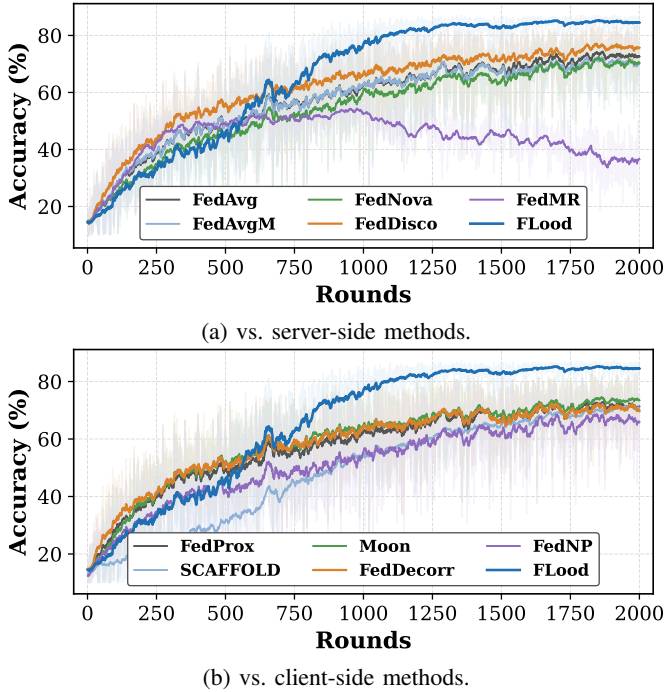 Accuracy (%)
80
60
40
20
FedAvg FedNova FedMR
FedAvgM FedDisco FLood
0 250 500 750 1000 1250 1500 1750 2000
Rounds
(a) vs. server-side methods.
Accuracy (%)
80
60
40
20
FedProx Moon FedNP
SCAFFOLD FedDecorr FLood
0 250 500 750 1000 1250 1500 1750 2000
Rounds
(b) vs. client-side methods.